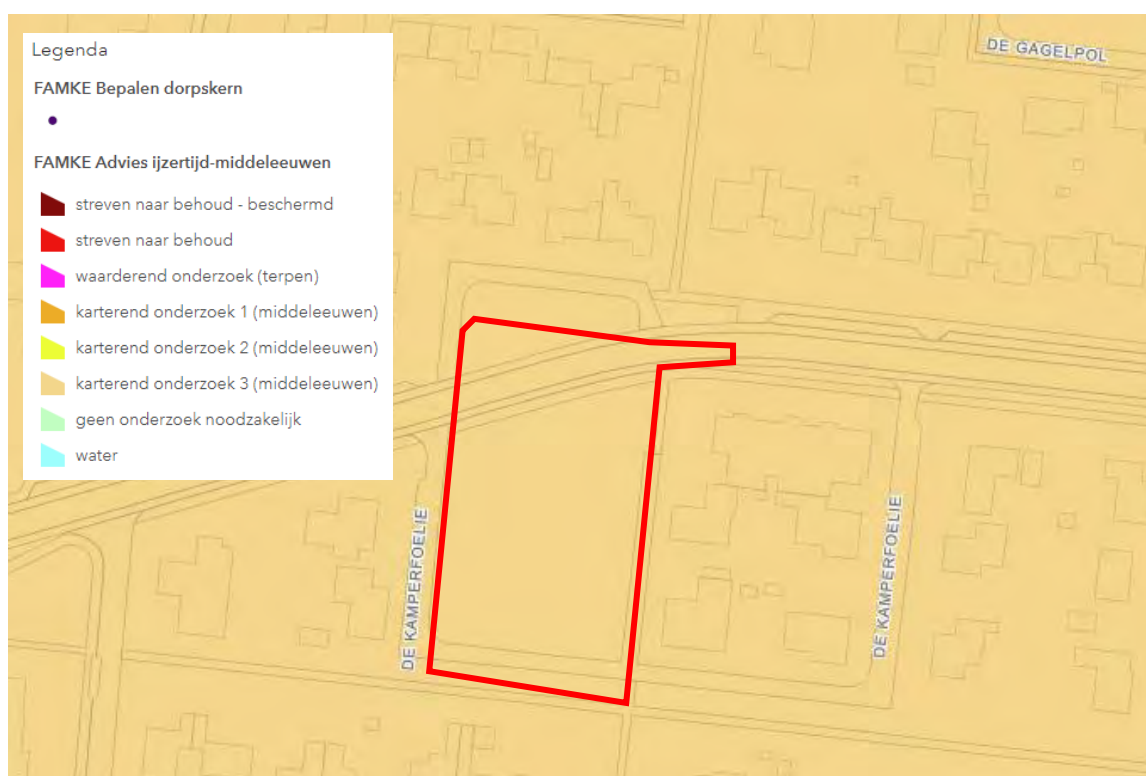 Legenda
FAMKE Bepalen dorpskern
FAMKE Advies ijzertijd-middeleeuwen
streven naar behoud - beschermd
streven naar behoud
waarderend onderzoek (terpen)
karterend onderzoek 1 (middeleeuwen)
karterend onderzoek 2 (middeleeuwen)
karterend onderzoek 3 (middeleeuwen)
geen onderzoek noodzakelijk
water
DE GAGELPOL
DE KAMPERFOELIE
DE KAMPERFOELIE